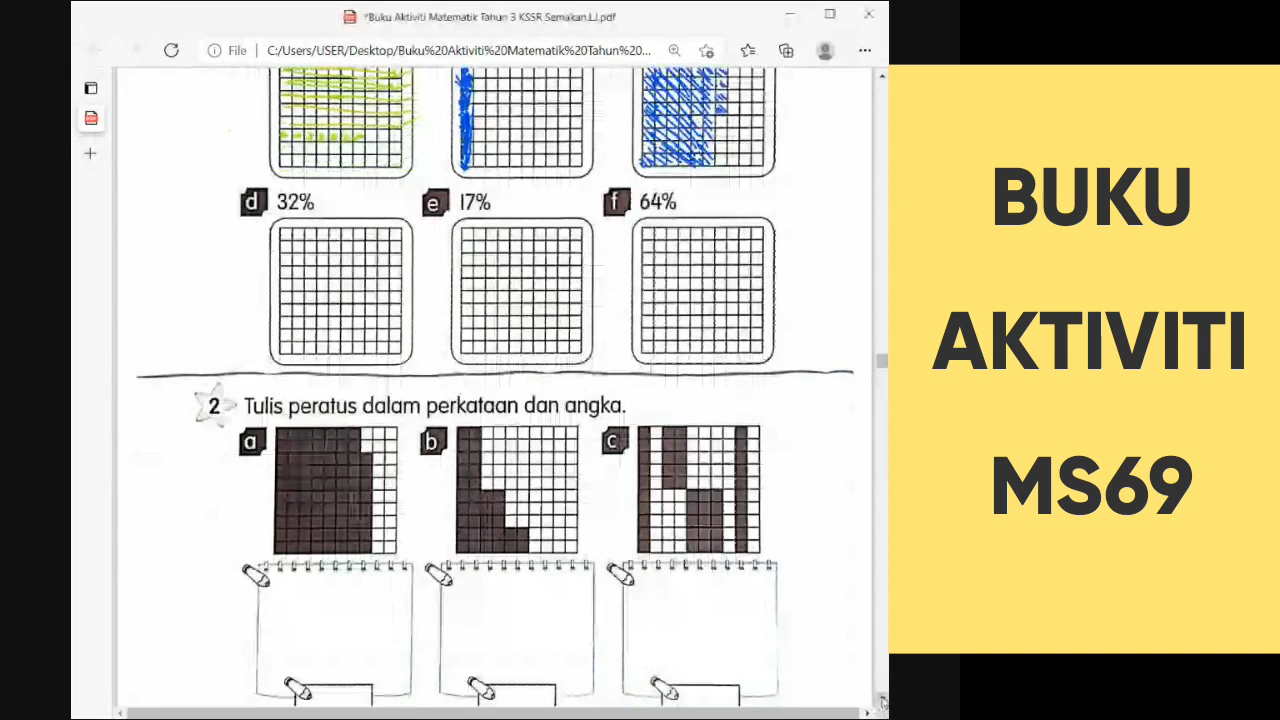 *Buku Aktiviti Matematik Tahun 3 KSSR Semakan.LJ.pdf
File | C:/Users/USER/Desktop/Buku%20Aktiviti%20Matematik%20Tahun%20...
d 32% e 17% f 64%
2 Tulis peratus dalam perkataan dan angka.
a b c
BUKU
AKTIVITI
MS69